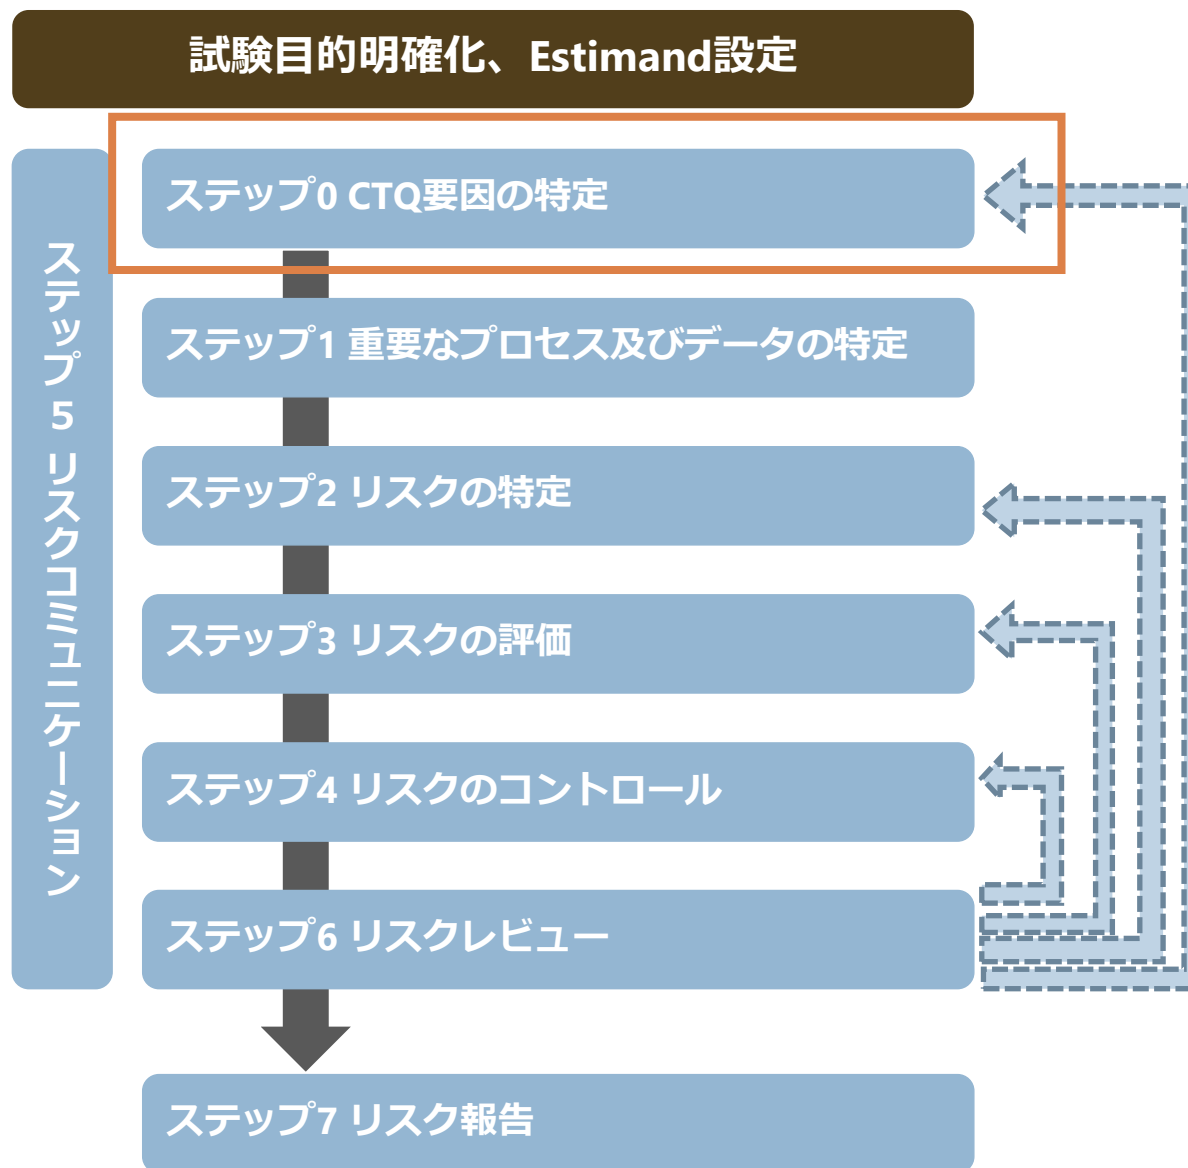 試験目的明確化、Estimand設定
ステップ0 CTQ要因の特定
ステップ1 重要なプロセス及びデータの特定
ステップ2 リスクの特定
ステップ3 リスクの評価
ステップ4 リスクのコントロール
ステップ5 リスクコミュニケーション
ステップ6 リスクレビュー
ステップ7 リスク報告